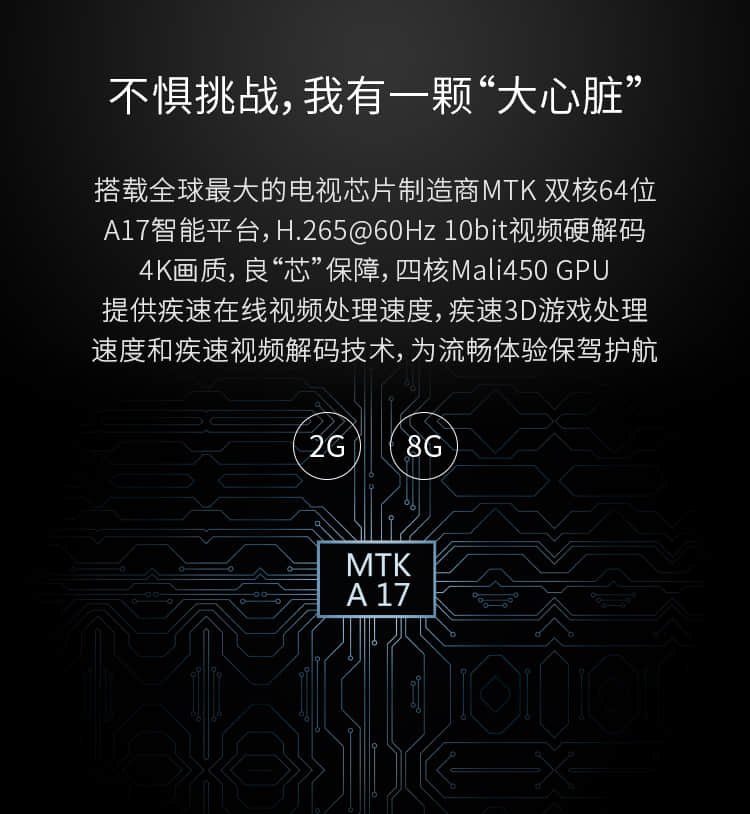 不惧挑战，我有一颗“大心脏”
搭载全球最大的电视芯片制造商MTK 双核64位
A17智能平台，H.265@60Hz 10bit视频硬解码
4K画质，良“芯”保障，四核Mali450 GPU
提供疾速在线视频处理速度，疾速3D游戏处理
速度和疾速视频解码技术，为流畅体验保驾护航
2G 8G
MTK
A 17